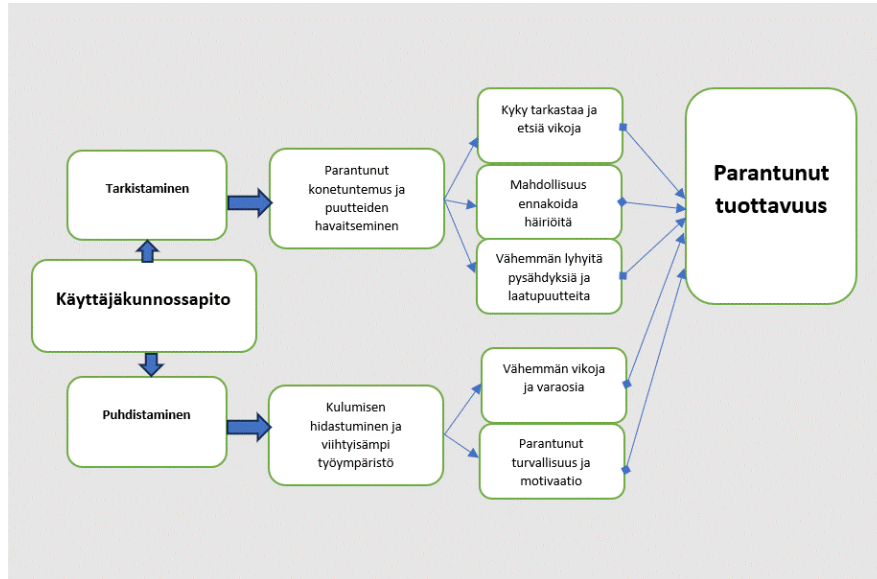 Käyttäjäkunnossapito
Tarkistaminen
Parantunut
konetuntemus ja
puutteiden
havaitseminen
Kyky tarkastaa ja
etsiä vikoja
Mahdollisuus
ennakoida
häiriöitä
Vähemmän lyhyitä
pysähdyksiä ja
laatupuutteita
Puhdistaminen
Kulumisen
hidastuminen ja
viihtyisämpi
työympäristö
Vähemmän vikoja
ja varaosia
Parantunut
turvallisuus ja
motivaatio
Parantunut
tuottavuus